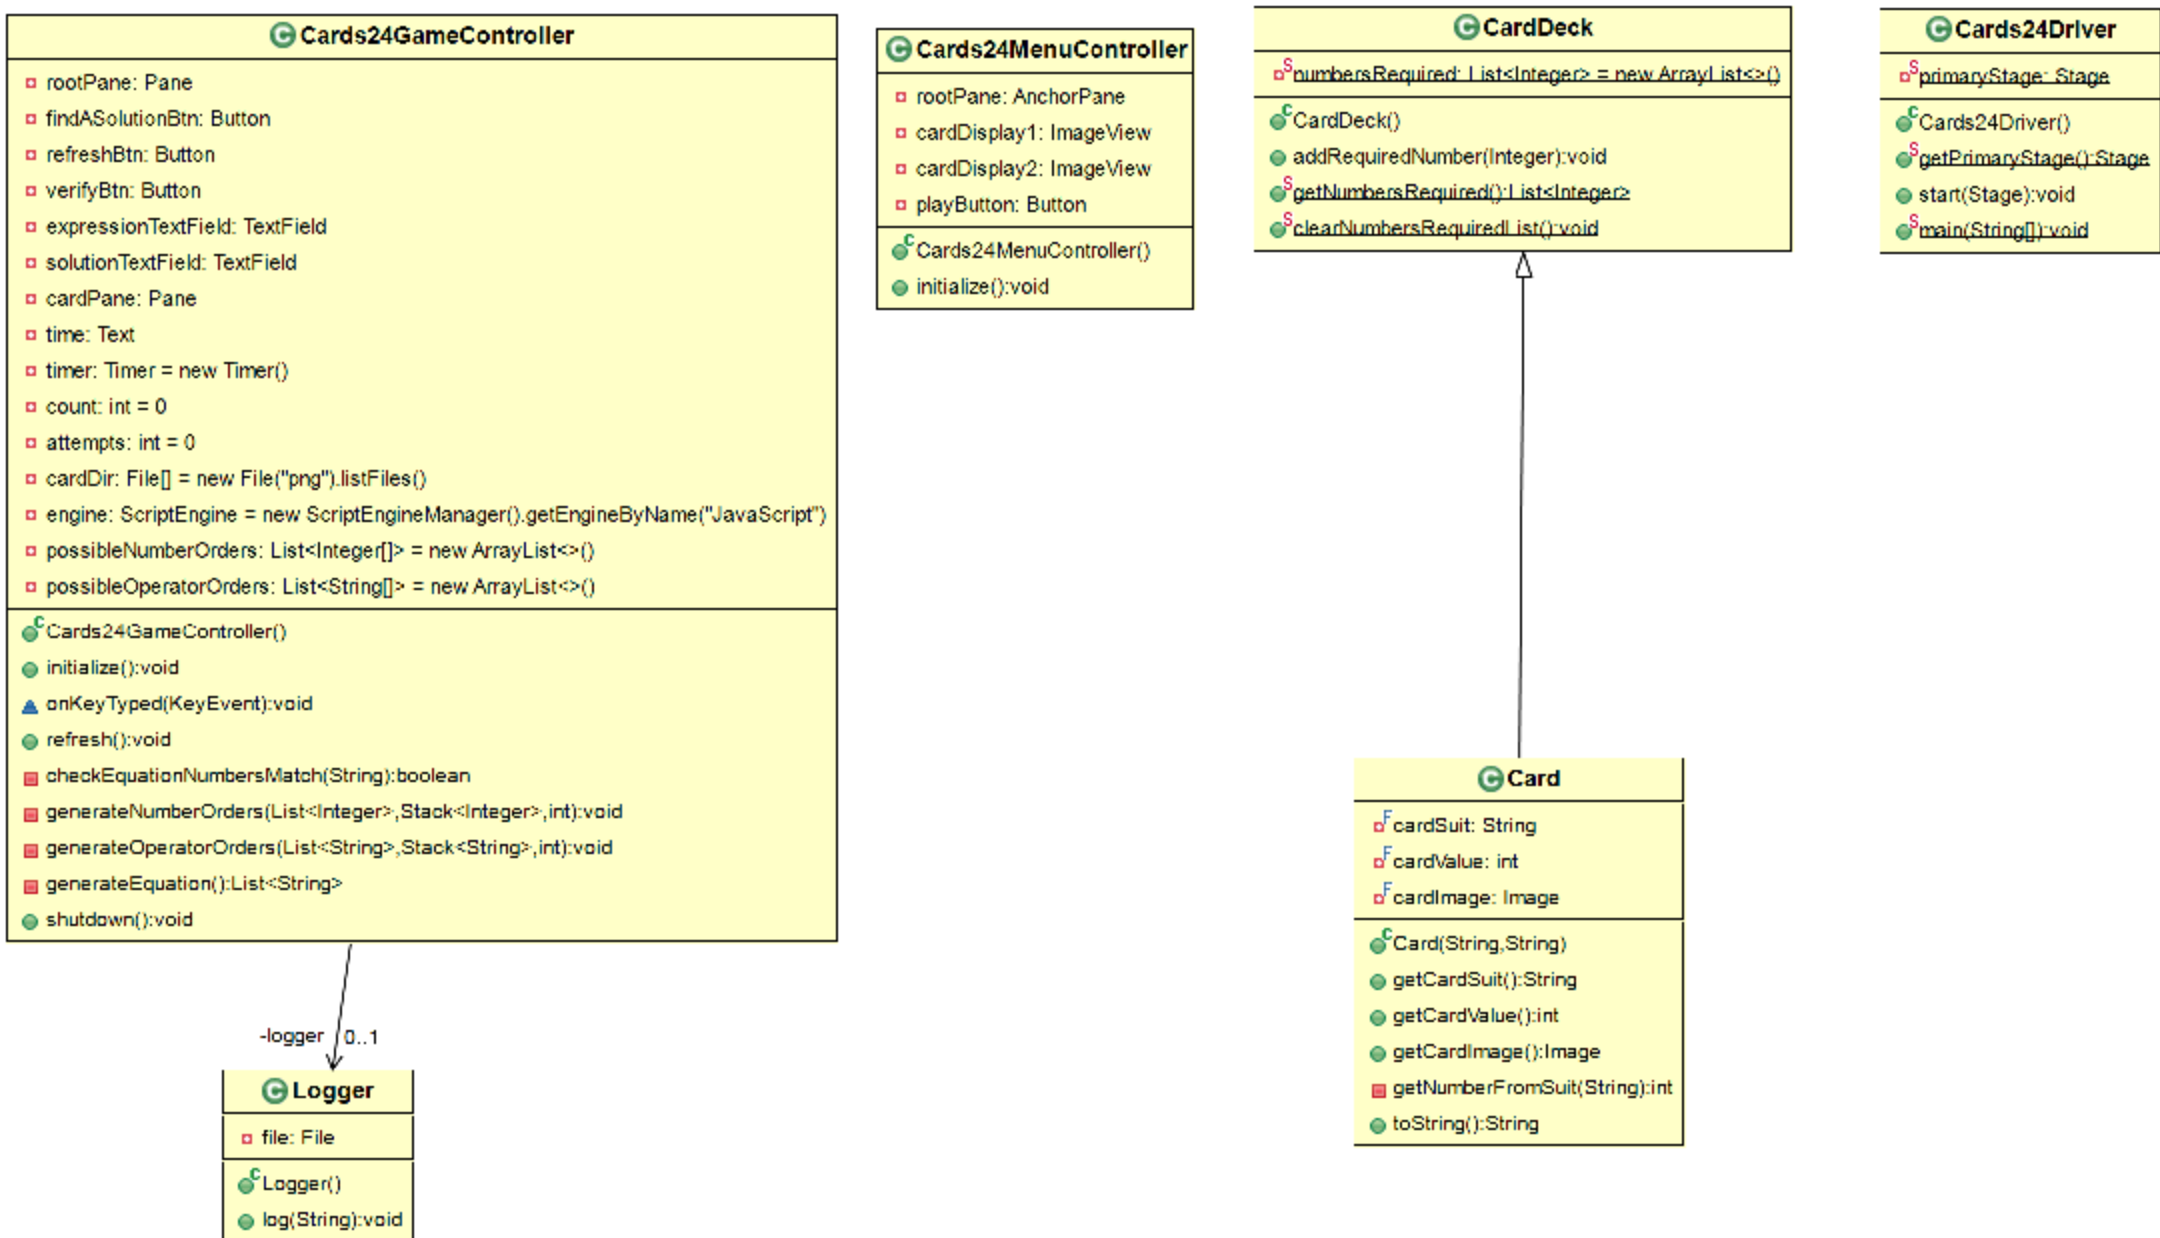 Cards24GameController
rootPane: Pane
findASolutionBtn: Button
refreshBtn: Button
verifyBtn: Button
expressionTextField: TextField
solutionTextField: TextField
cardPane: Pane
time: Text
timer: Timer = new Timer()
count: int = 0
attempts: int = 0
cardDir: File[] = new File("png").listFiles()
engine: ScriptEngine = new ScriptEngineManager().getEngineByName("JavaScript")
possibleNumberOrders: List<Integer[]> = new ArrayList<>()
possibleOperatorOrders: List<String[]> = new ArrayList<>()
Cards24GameController()
initialize():void
onKeyTyped(KeyEvent):void
refresh():void
checkEquationNumbersMatch(String):boolean
generateNumberOrders(List<Integer>,Stack<Integer>,int):void
generateOperatorOrders(List<String>,Stack<String>,int):void
generateEquation():List<String>
shutdown():void
-logger 0..1
Logger
file: File
Logger()
log(String):void
Cards24MenuController
rootPane: AnchorPane
cardDisplay1: ImageView
cardDisplay2: ImageView
playButton: Button
Cards24MenuController()
initialize():void
CardDeck
numbersRequired: List<Integer> = new ArrayList<>()
CardDeck()
addRequiredNumber(Integer):void
getNumbersRequired():List<Integer>
clearNumbersRequiredList():void
Card
cardSuit: String
cardValue: int
cardImage: Image
Card(String,String)
getCardSuit():String
getCardValue():int
getCardImage():Image
getNumberFromSuit(String):int
toString():String
Cards24Driver
primaryStage: Stage
Cards24Driver()
getPrimaryStage():Stage
start(Stage):void
main(String[]):void